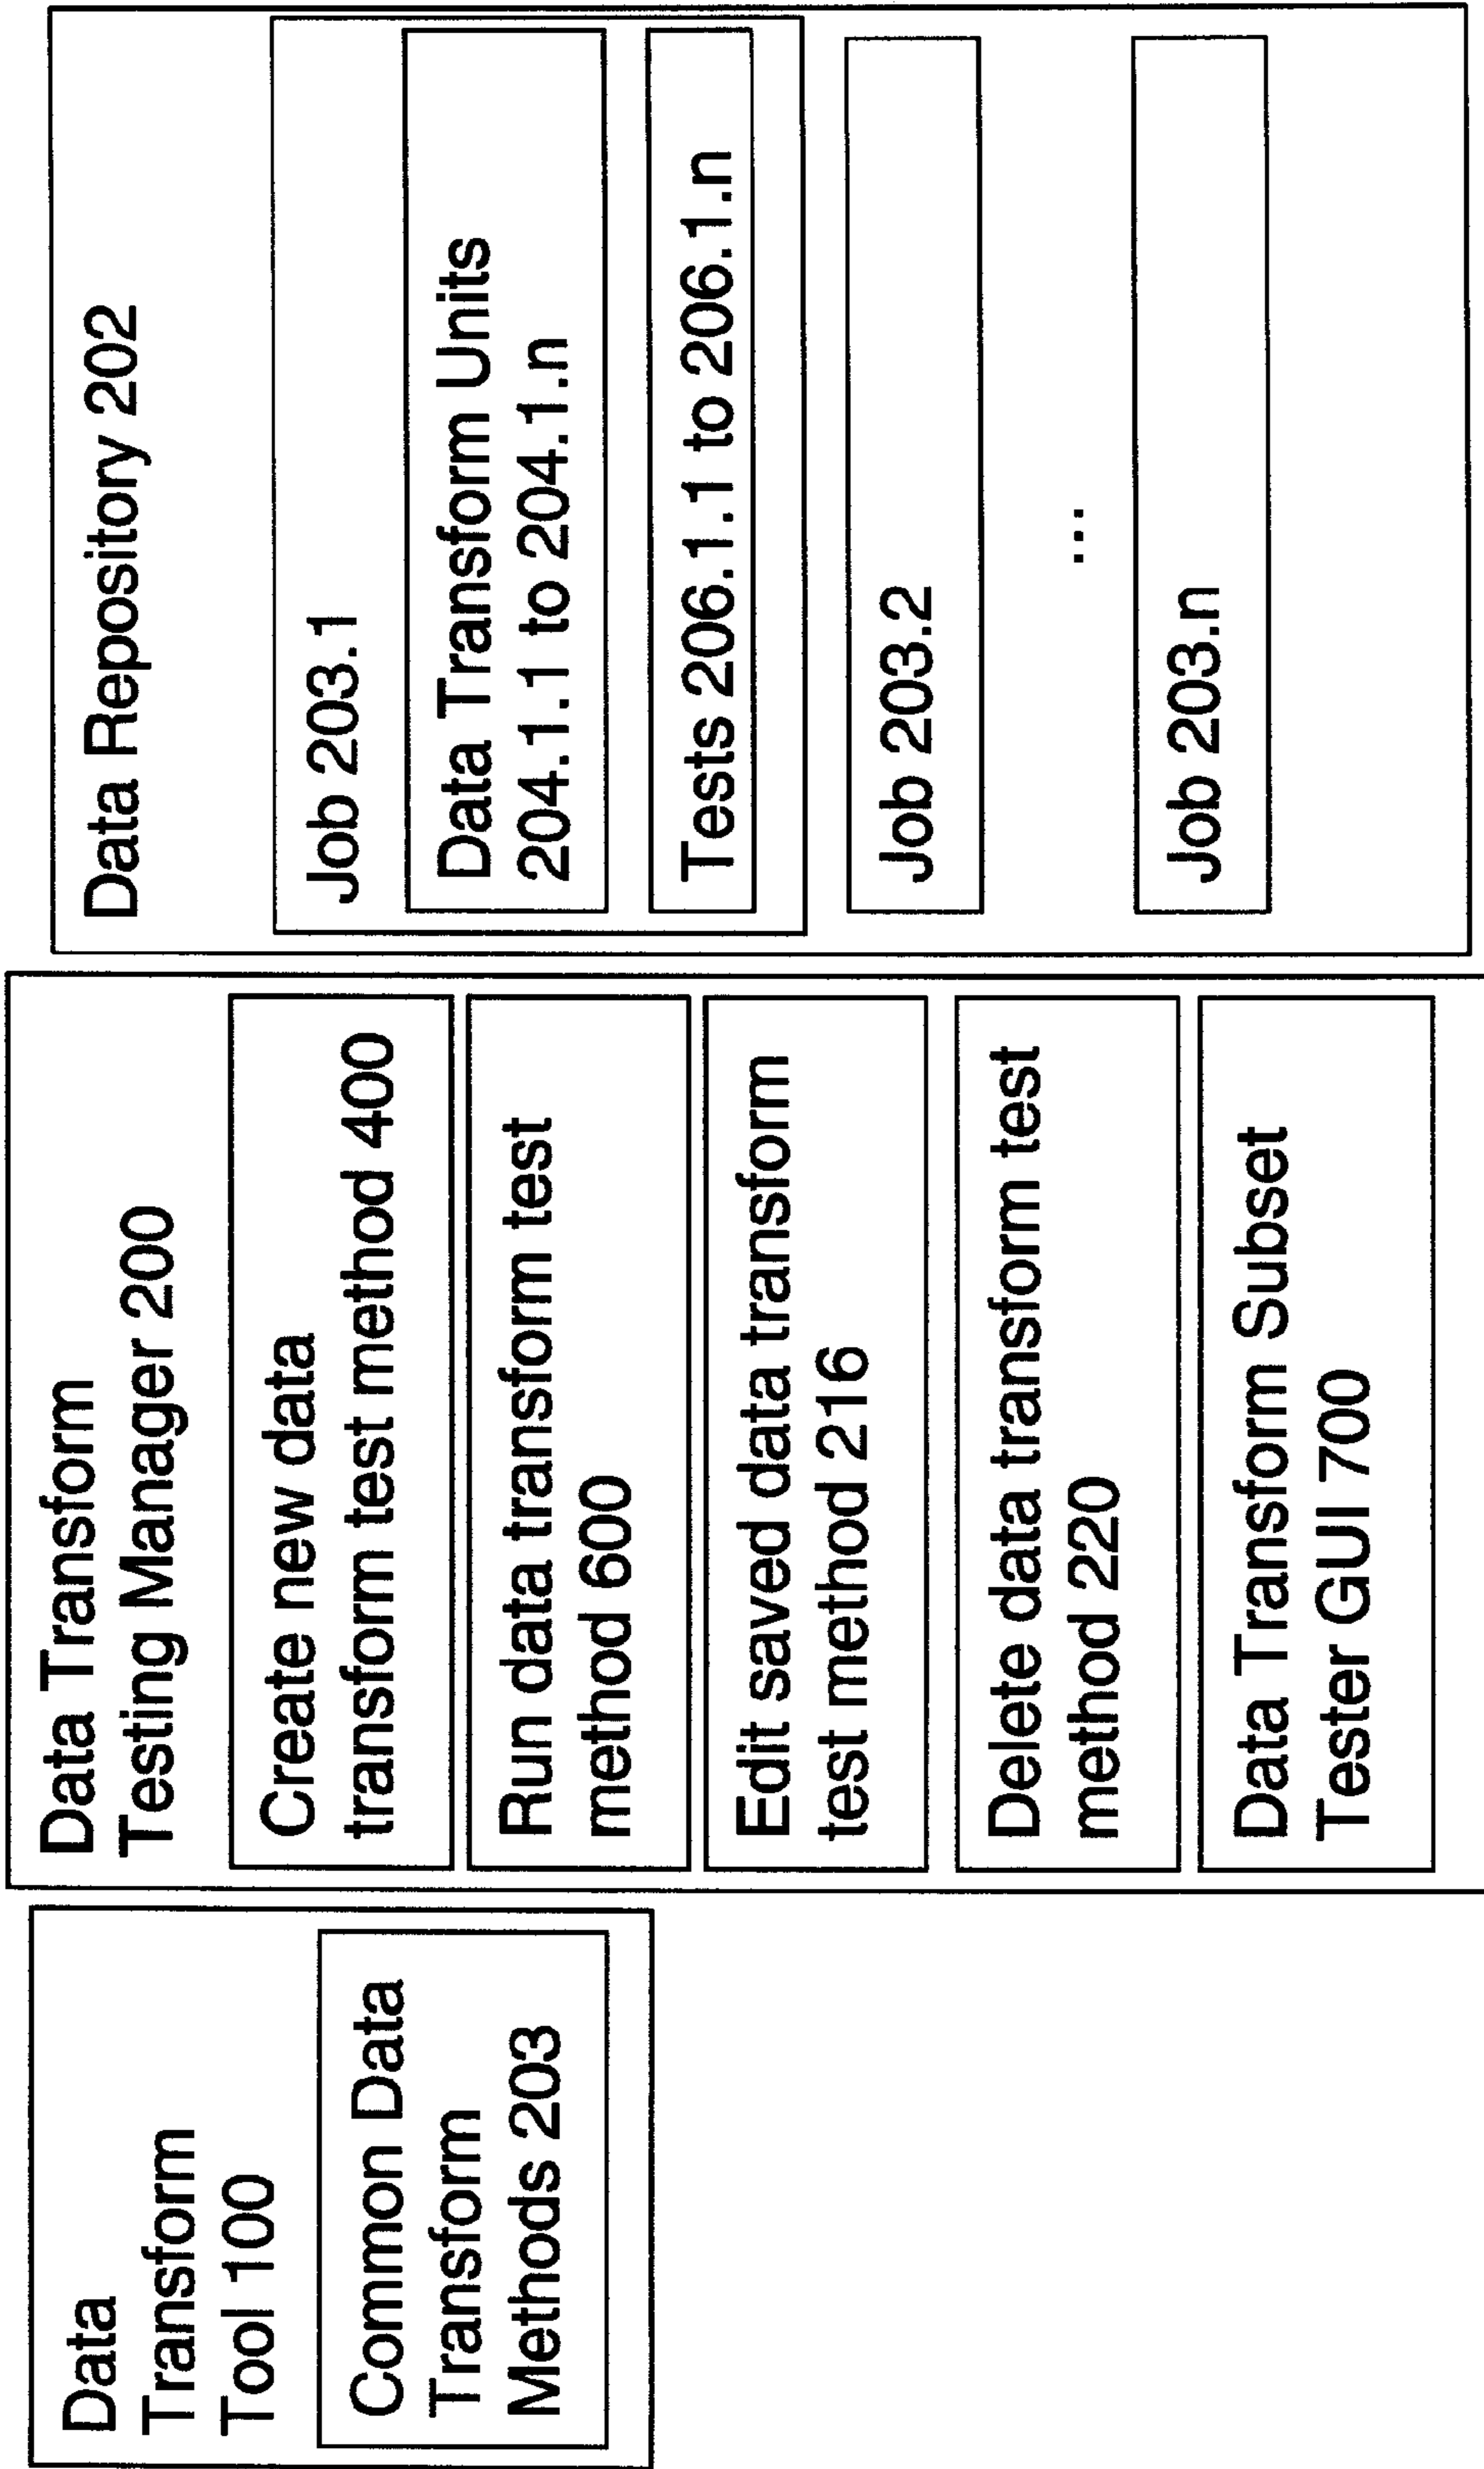 Data
Transform
Tool 100
Common Data
Transform
Methods 203
Data Transform
Testing Manager 200
Create new data
transform test method 400
Run data transform test
method 600
Edit saved data transform
test method 216
Delete data transform test
method 220
Data Transform Subset
Tester GUI 700
Data Repository 202
Job 203.1
Data Transform Units
204.1.1 to 204.1.n
Tests 206.1.1 to 206.1.n
Job 203.2
...
Job 203.n